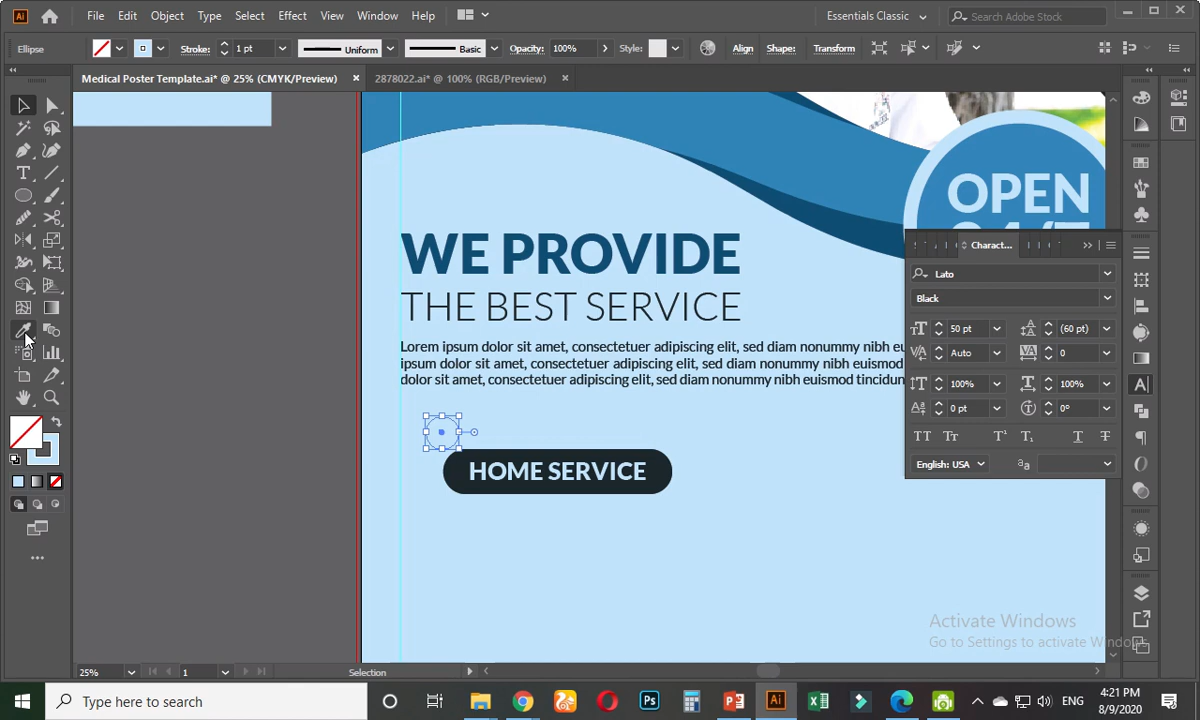 Ai File Edit Object Type Select Effect View Window Help Essentials Classic Search Adobe Stock
Ellipse Stroke: 1 pt Uniform Basic Opacity: 100% Style: Align Shape: Transform
Medical Poster Template.ai* @ 25% (CMYK/Preview) × 2878022.ai* @ 100% (RGB/Preview) ×
OPEN
24/7
WE PROVIDE
THE BEST SERVICE
Lorem ipsum dolor sit amet, consectetuer adipiscing elit, sed diam nonummy nibh eu
ipsum dolor sit amet, consectetuer adipiscing elit, sed diam nonummy nibh euismod
dolor sit amet, consectetuer adipiscing elit, sed diam nonummy nibh euismod tincidun
HOME SERVICE
Charact...
Lato
Black
50 pt (60 pt)
Auto 0
100% 100%
0 pt 0°
English: USA
Activate Windows
Go to Settings to activate Windo
25% 1 Selection
Type here to search
Ps Ai
ENG 4:21 PM
8/9/2020